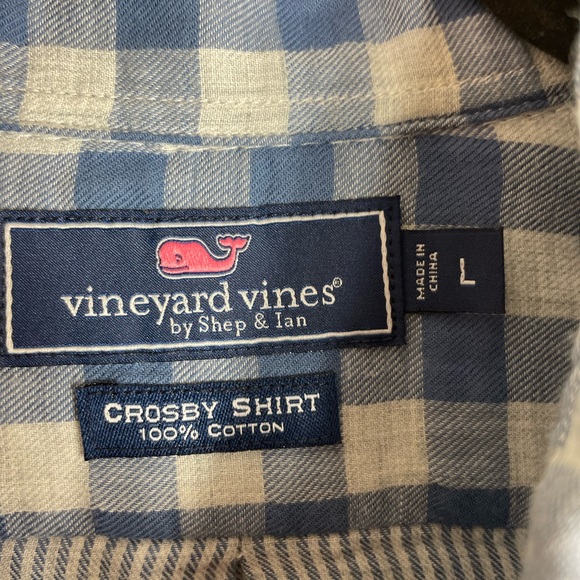 vineyard vines®
by Shep & Ian
MADE IN
CHINA
L
CROSBY SHIRT
100% COTTON